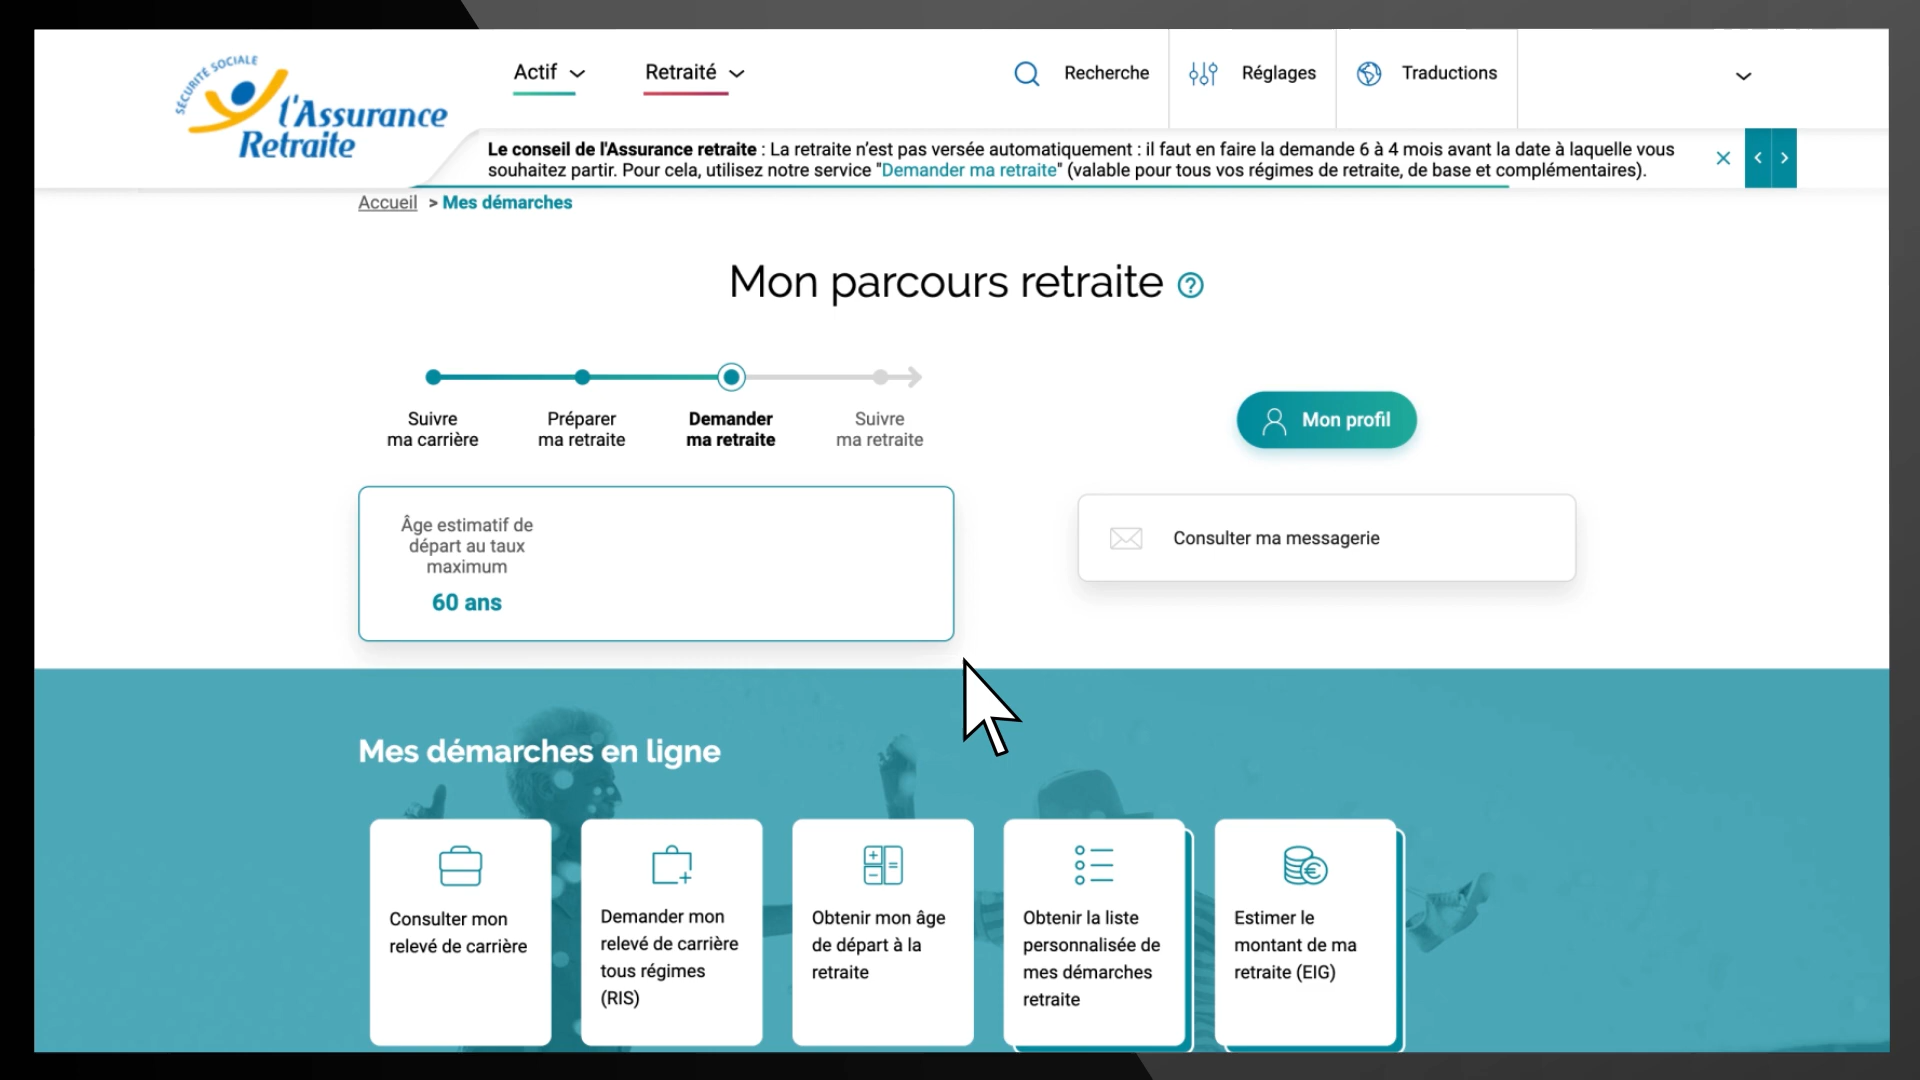 SÉCURITÉ SOCIALE
l'Assurance
Retraite
Actif
Retraité
Recherche
Réglages
Traductions
Le conseil de l'Assurance retraite : La retraite n'est pas versée automatiquement : il faut en faire la demande 6 à 4 mois avant la date à laquelle vous
souhaitez partir. Pour cela, utilisez notre service "Demander ma retraite" (valable pour tous vos régimes de retraite, de base et complémentaires).
Accueil > Mes démarches
Mon parcours retraite ?
Suivre
ma carrière
Préparer
ma retraite
Demander
ma retraite
Suivre
ma retraite
Mon profil
Âge estimatif de
départ au taux
maximum
60 ans
Consulter ma messagerie
Mes démarches en ligne
Consulter mon
relevé de carrière
Demander mon
relevé de carrière
tous régimes
(RIS)
Obtenir mon âge
de départ à la
retraite
Obtenir la liste
personnalisée de
mes démarches
retraite
Estimer le
montant de ma
retraite (EIG)